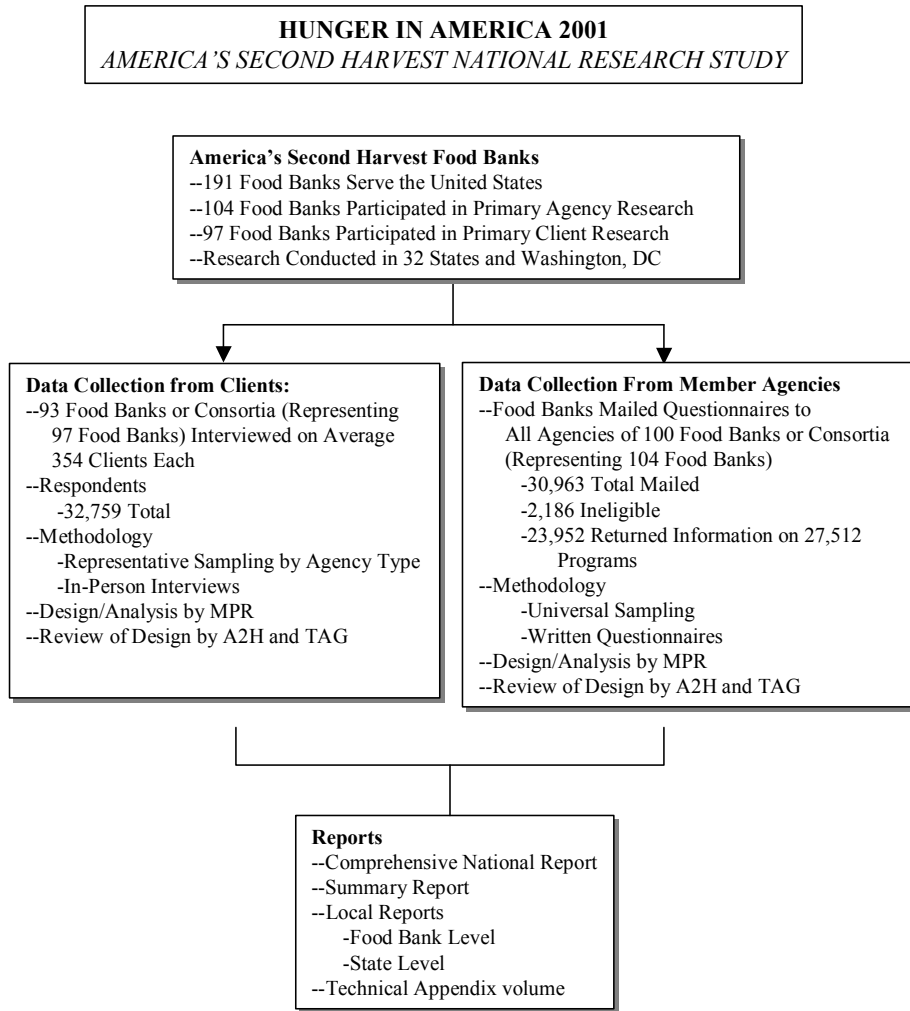 HUNGER IN AMERICA 2001
AMERICA'S SECOND HARVEST NATIONAL RESEARCH STUDY
America's Second Harvest Food Banks
--191 Food Banks Serve the United States
--104 Food Banks Participated in Primary Agency Research
--97 Food Banks Participated in Primary Client Research
--Research Conducted in 32 States and Washington, DC
Data Collection from Clients:
--93 Food Banks or Consortia (Representing
97 Food Banks) Interviewed on Average
354 Clients Each
--Respondents
-32,759 Total
--Methodology
-Representative Sampling by Agency Type
-In-Person Interviews
--Design/Analysis by MPR
--Review of Design by A2H and TAG
Data Collection From Member Agencies
--Food Banks Mailed Questionnaires to
All Agencies of 100 Food Banks or Consortia
(Representing 104 Food Banks)
-30,963 Total Mailed
-2,186 Ineligible
-23,952 Returned Information on 27,512
Programs
--Methodology
-Universal Sampling
-Written Questionnaires
--Design/Analysis by MPR
--Review of Design by A2H and TAG
Reports
--Comprehensive National Report
--Summary Report
--Local Reports
-Food Bank Level
-State Level
--Technical Appendix volume